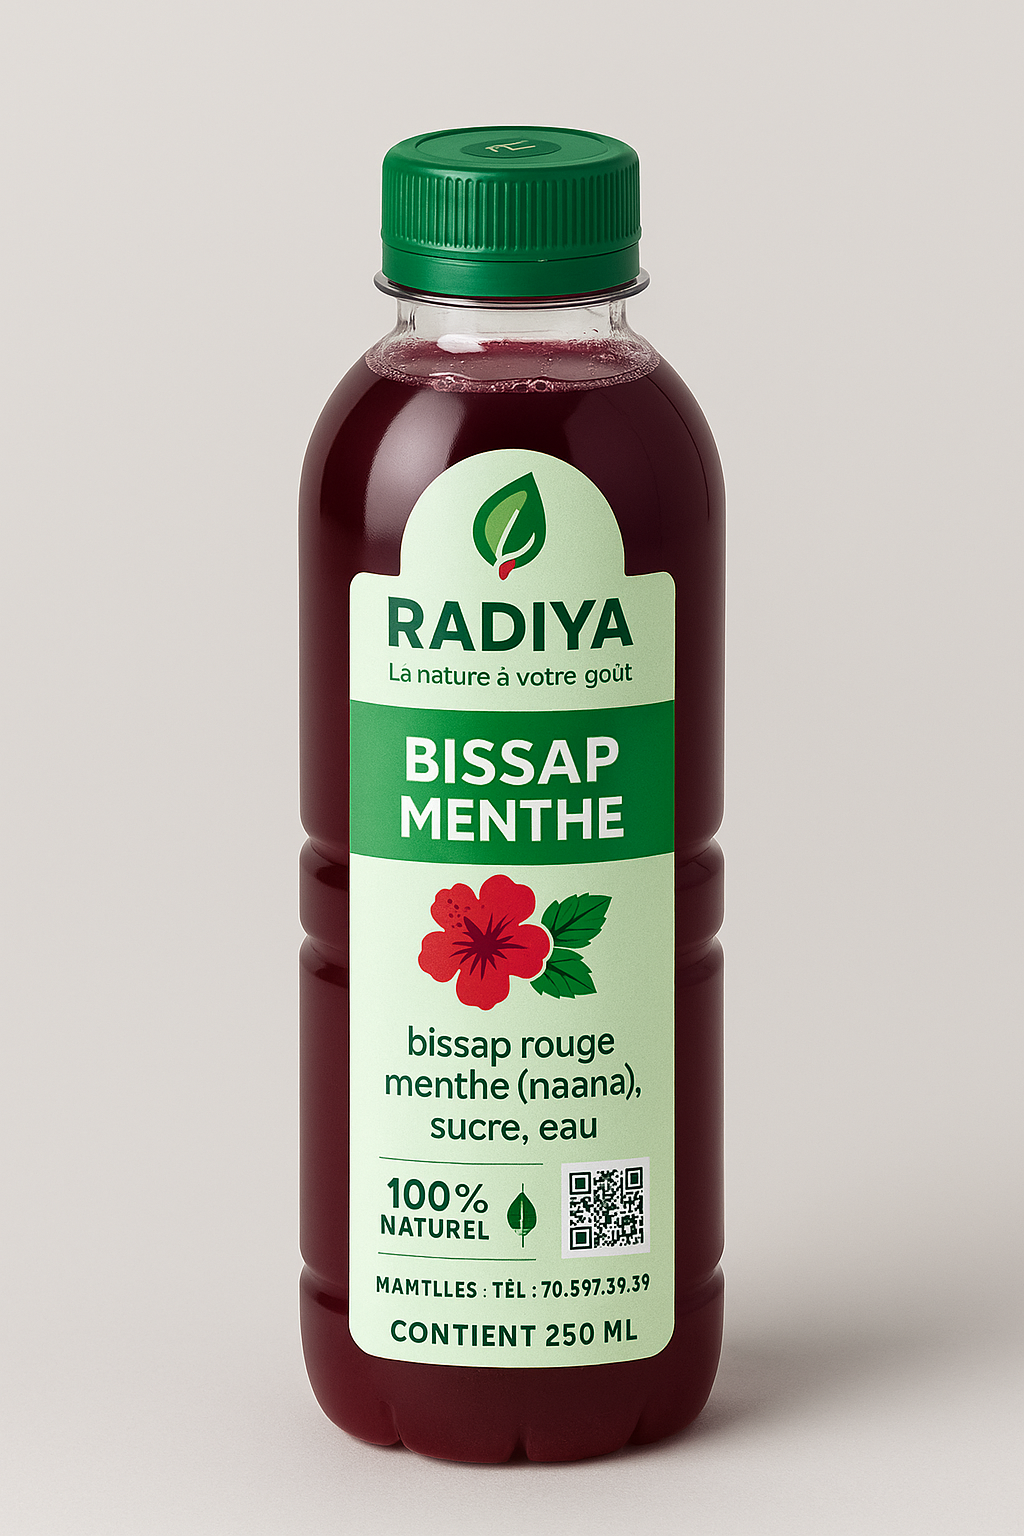 RADIYA
La nature à votre goût
BISSAP
MENTHE
bissap rouge
menthe (naana),
sucre, eau
100%
NATUREL
MAMTLLES : TÈL : 70.597.39.39
CONTIENT 250 ML